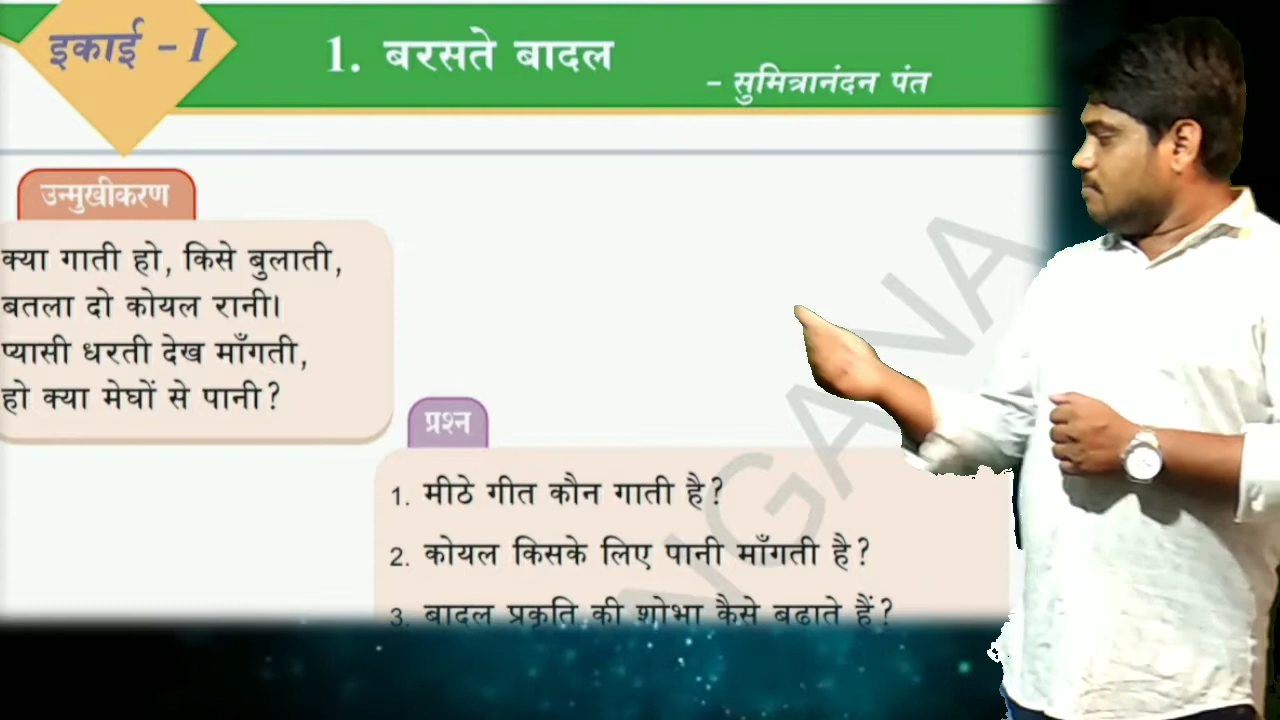 इकाई - I
1. बरसते बादल
- सुमित्रानंदन पंत
उन्मुखीकरण
क्या गाती हो, किसे बुलाती,
बतला दो कोयल रानी।
प्यासी धरती देख माँगती,
हो क्या मेघों से पानी?
प्रश्न
1. मीठे गीत कौन गाती है?
2. कोयल किसके लिए पानी माँगती है?
3. बादल प्रकृति की शोभा कैसे बढाते हैं?
NGANA